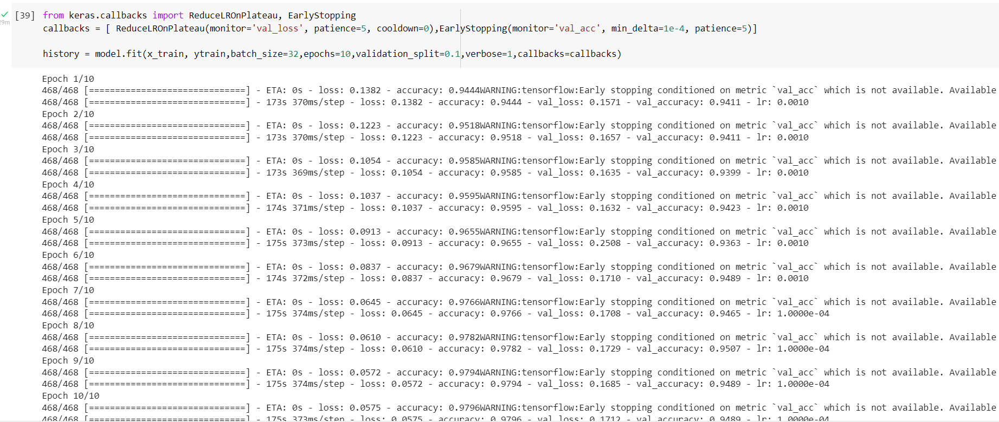 [39] from keras.callbacks import ReduceLROnPlateau, EarlyStopping
callbacks = [ ReduceLROnPlateau(monitor='val_loss', patience=5, cooldown=0),EarlyStopping(monitor='val_acc', min_delta=1e-4, patience=5)]
29m
history = model.fit(x_train, ytrain,batch_size=32,epochs=10,validation_split=0.1,verbose=1,callbacks=callbacks)
Epoch 1/10
468/468 [==============================] - ETA: 0s - loss: 0.1382 - accuracy: 0.9444WARNING:tensorflow:Early stopping conditioned on metric `val_acc` which is not available. Available
468/468 [==============================] - 173s 370ms/step - loss: 0.1382 - accuracy: 0.9444 - val_loss: 0.1571 - val_accuracy: 0.9411 - lr: 0.0010
Epoch 2/10
468/468 [==============================] - ETA: 0s - loss: 0.1223 - accuracy: 0.9518WARNING:tensorflow:Early stopping conditioned on metric `val_acc` which is not available. Available
468/468 [==============================] - 173s 370ms/step - loss: 0.1223 - accuracy: 0.9518 - val_loss: 0.1657 - val_accuracy: 0.9411 - lr: 0.0010
Epoch 3/10
468/468 [==============================] - ETA: 0s - loss: 0.1054 - accuracy: 0.9585WARNING:tensorflow:Early stopping conditioned on metric `val_acc` which is not available. Available
468/468 [==============================] - 173s 369ms/step - loss: 0.1054 - accuracy: 0.9585 - val_loss: 0.1635 - val_accuracy: 0.9399 - lr: 0.0010
Epoch 4/10
468/468 [==============================] - ETA: 0s - loss: 0.1037 - accuracy: 0.9595WARNING:tensorflow:Early stopping conditioned on metric `val_acc` which is not available. Available
468/468 [==============================] - 174s 371ms/step - loss: 0.1037 - accuracy: 0.9595 - val_loss: 0.1632 - val_accuracy: 0.9423 - lr: 0.0010
Epoch 5/10
468/468 [==============================] - ETA: 0s - loss: 0.0913 - accuracy: 0.9655WARNING:tensorflow:Early stopping conditioned on metric `val_acc` which is not available. Available
468/468 [==============================] - 175s 373ms/step - loss: 0.0913 - accuracy: 0.9655 - val_loss: 0.2508 - val_accuracy: 0.9363 - lr: 0.0010
Epoch 6/10
468/468 [==============================] - ETA: 0s - loss: 0.0837 - accuracy: 0.9679WARNING:tensorflow:Early stopping conditioned on metric `val_acc` which is not available. Available
468/468 [==============================] - 174s 372ms/step - loss: 0.0837 - accuracy: 0.9679 - val_loss: 0.1710 - val_accuracy: 0.9489 - lr: 0.0010
Epoch 7/10
468/468 [==============================] - ETA: 0s - loss: 0.0645 - accuracy: 0.9766WARNING:tensorflow:Early stopping conditioned on metric `val_acc` which is not available. Available
468/468 [==============================] - 175s 374ms/step - loss: 0.0645 - accuracy: 0.9766 - val_loss: 0.1708 - val_accuracy: 0.9465 - lr: 1.0000e-04
Epoch 8/10
468/468 [==============================] - ETA: 0s - loss: 0.0610 - accuracy: 0.9782WARNING:tensorflow:Early stopping conditioned on metric `val_acc` which is not available. Available
468/468 [==============================] - 175s 374ms/step - loss: 0.0610 - accuracy: 0.9782 - val_loss: 0.1729 - val_accuracy: 0.9507 - lr: 1.0000e-04
Epoch 9/10
468/468 [==============================] - ETA: 0s - loss: 0.0572 - accuracy: 0.9794WARNING:tensorflow:Early stopping conditioned on metric `val_acc` which is not available. Available
468/468 [==============================] - 175s 374ms/step - loss: 0.0572 - accuracy: 0.9794 - val_loss: 0.1685 - val_accuracy: 0.9489 - lr: 1.0000e-04
Epoch 10/10
468/468 [==============================] - ETA: 0s - loss: 0.0575 - accuracy: 0.9796WARNING:tensorflow:Early stopping conditioned on metric `val_acc` which is not available. Available
468/468 [==============================] - 175s 373ms/step - loss: 0.0575 - accuracy: 0.9796 - val_loss: 0.1712 - val_accuracy: 0.9489 - lr: 1.0000e-04